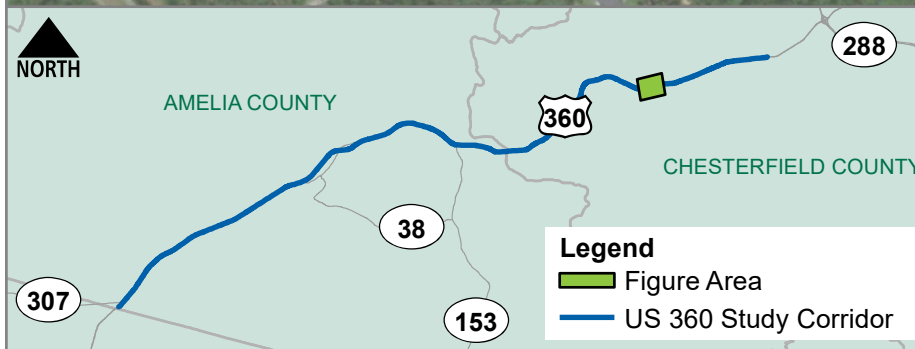 NORTH
288
AMELIA COUNTY
360
CHESTERFIELD COUNTY
38
Legend
Figure Area
307
US 360 Study Corridor
153